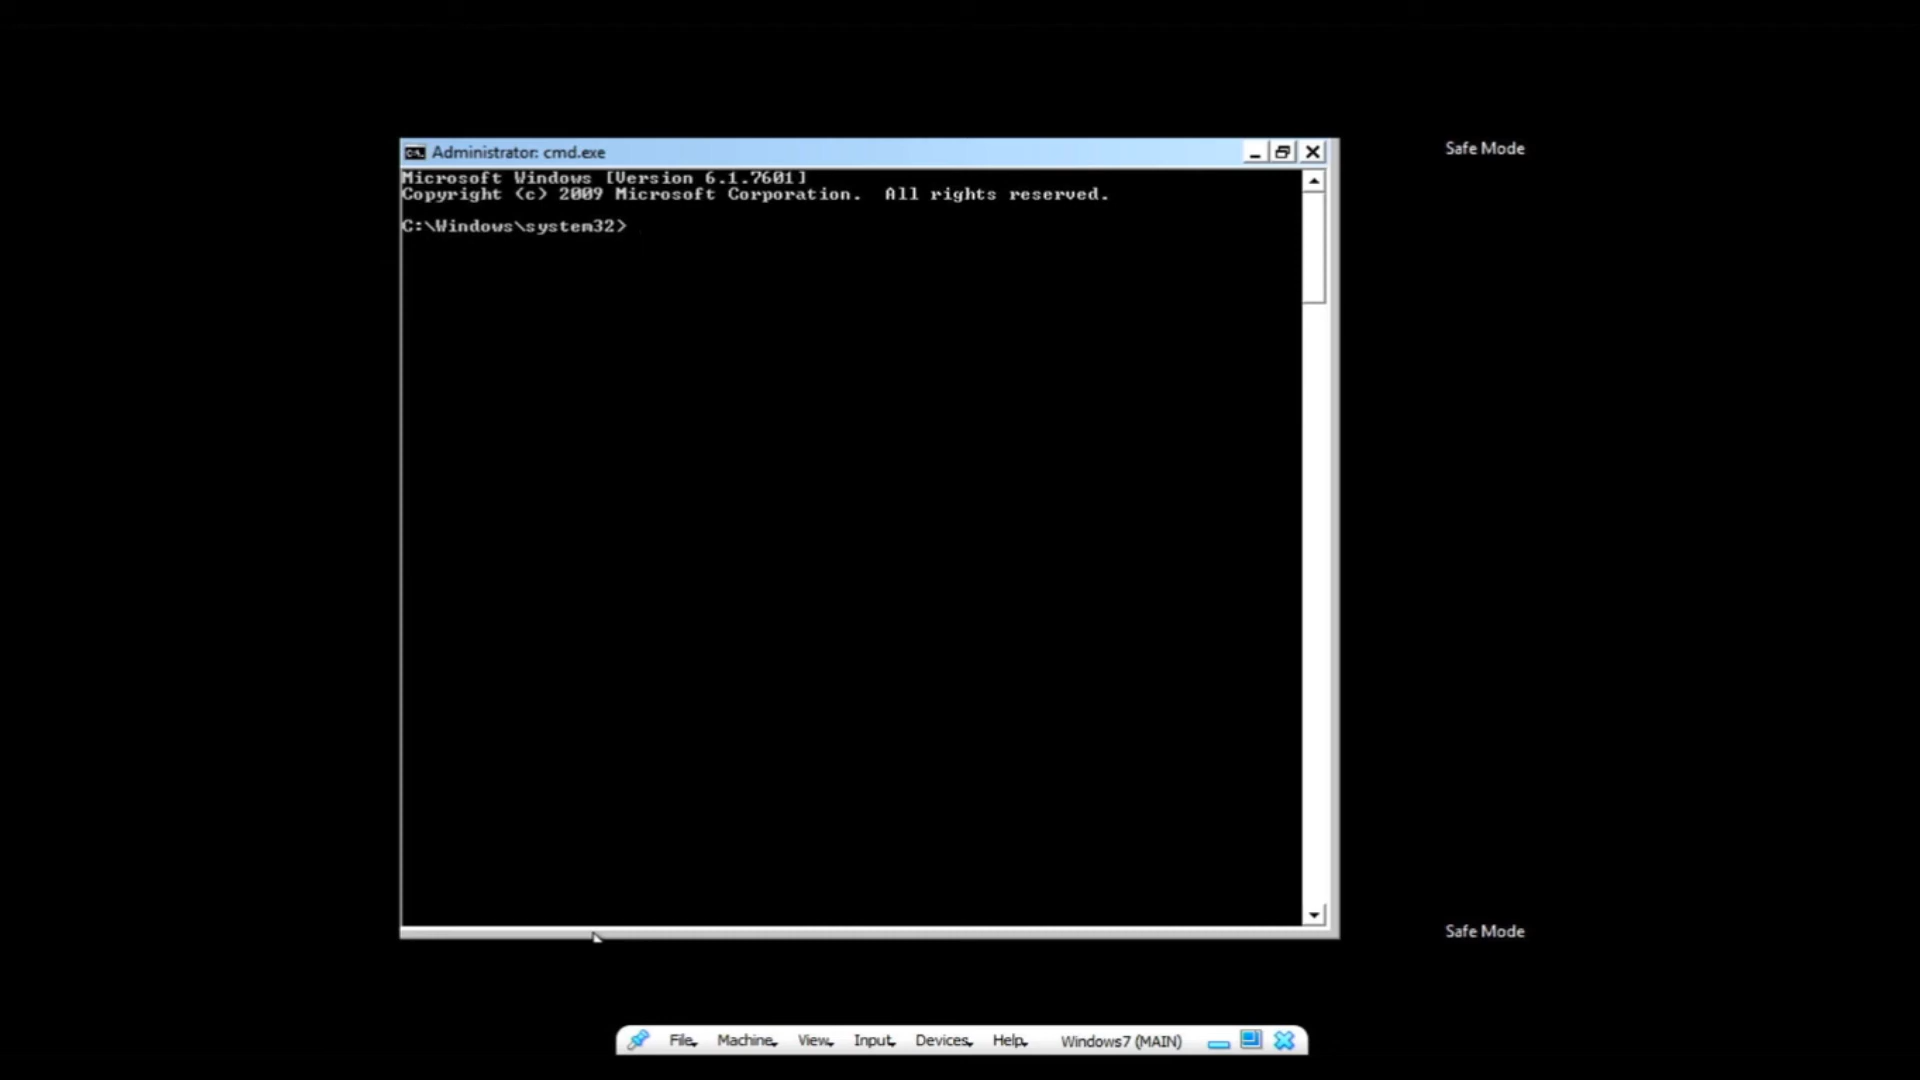 Safe Mode
Administrator: cmd.exe
Microsoft Windows [Version 6.1.7601]
Copyright (c) 2009 Microsoft Corporation.  All rights reserved.
C:\Windows\system32>
Safe Mode
File Machine View Input Devices Help Windows7 (MAIN)